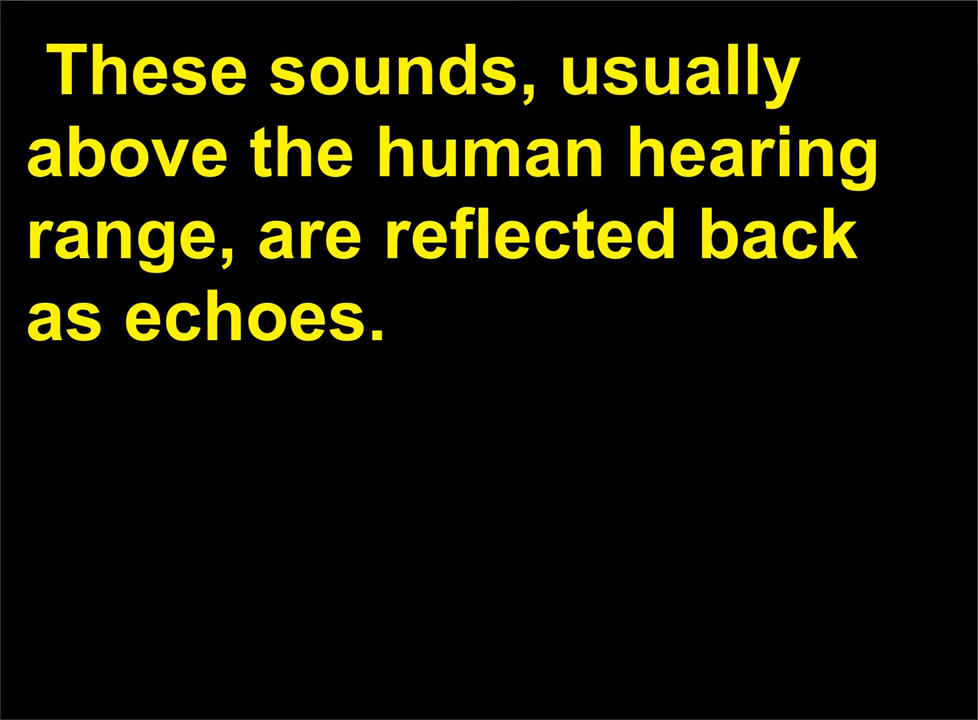 These sounds, usually
above the human hearing
range, are reflected back
as echoes.